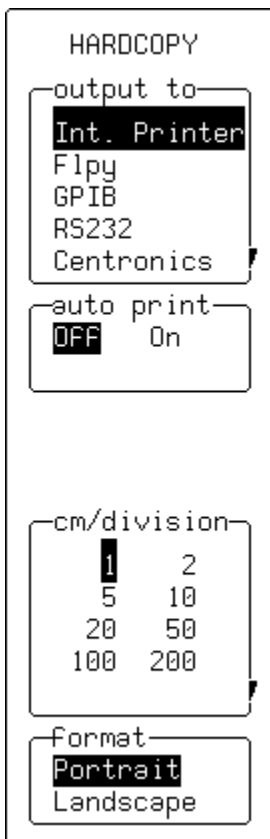 HARDCOPY
output to
Int. Printer
Flpy
GPIB
RS232
Centronics
auto print
OFF On
cm/division
1 2
5 10
20 50
100 200
format
Portrait
Landscape